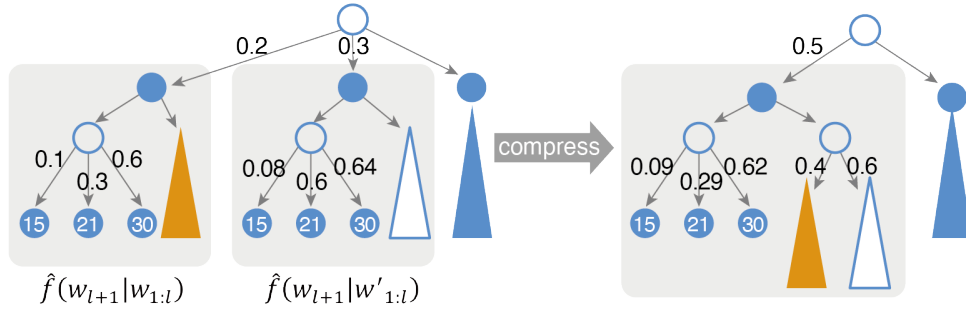 0.2 0.3 0.5
0.1 0.6 0.08 0.64 compress 0.09 0.62 0.4 0.6
0.3 0.6 0.29
15 21 30 15 21 30 15 21 30
f̂(w_{l+1}|w_{1:l}) f̂(w_{l+1}|w'_{1:l})